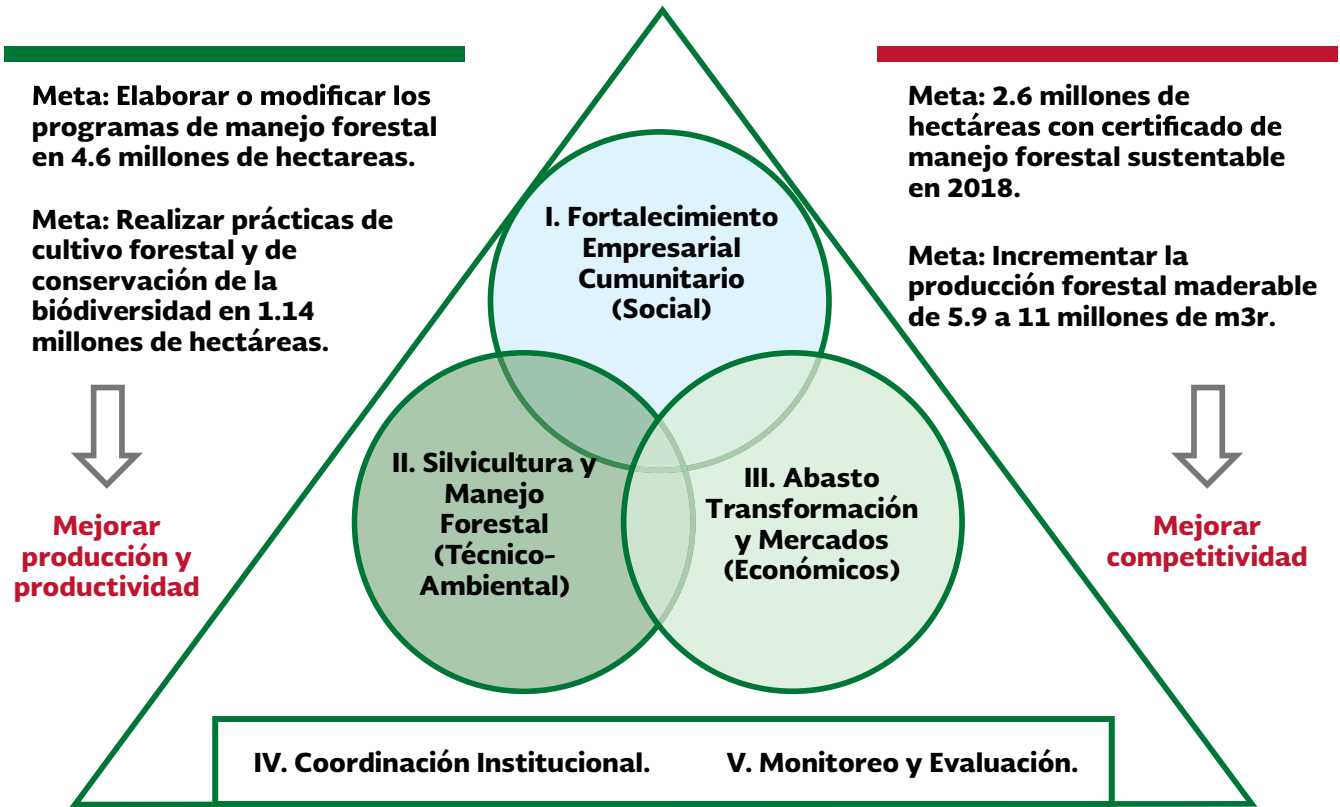 Meta: Elaborar o modificar los
programas de manejo forestal
en 4.6 millones de hectareas.
Meta: Realizar prácticas de
cultivo forestal y de
conservación de la
biódiversidad en 1.14
millones de hectáreas.
Mejorar
producción y
productividad
I. Fortalecimiento
Empresarial
Cumunitario
(Social)
II. Silvicultura y
Manejo
Forestal
(Técnico-
Ambiental)
III. Abasto
Transformación
y Mercados
(Económicos)
Meta: 2.6 millones de
hectáreas con certificado de
manejo forestal sustentable
en 2018.
Meta: Incrementar la
producción forestal maderable
de 5.9 a 11 millones de m3r.
Mejorar
competitividad
IV. Coordinación Institucional. V. Monitoreo y Evaluación.